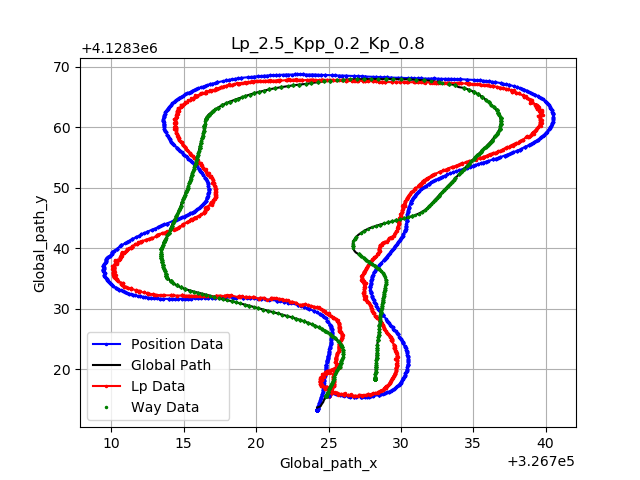 Lp_2.5_Kpp_0.2_Kp_0.8
+4.1283e6
70
60
50
40
30
20
Global_path_y
Position Data
Global Path
Lp Data
Way Data
10 15 20 25 30 35 40
Global_path_x
+3.267e5